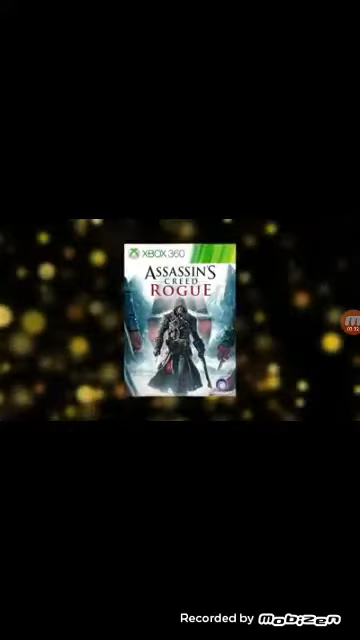 XBOX 360
ASSASSIN'S
CREED
ROGUE
Recorded by mobizen